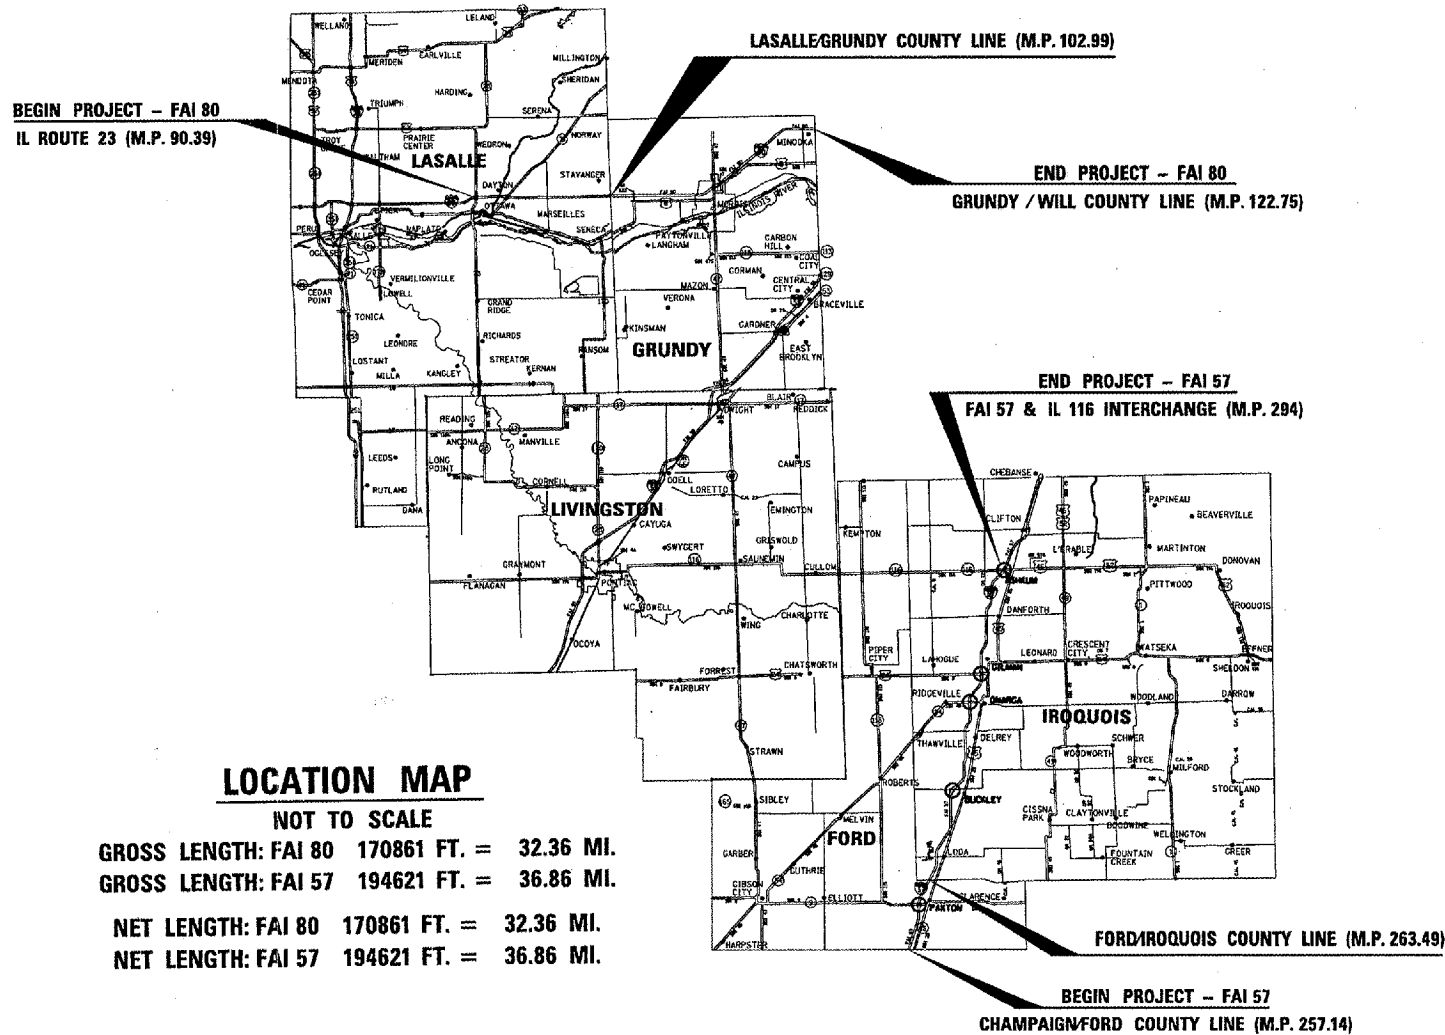 WELLAND
LELAND
EARLVILLE
MERIDEN
MILLINGTON
SHERIDAN
MENDOTA
HARDING
TRIUMPH
SERENA
LASALLE/GRUNDY COUNTY LINE (M.P. 102.99)
BEGIN PROJECT - FAI 80
IL ROUTE 23 (M.P. 90.39)
PRAIRIE
CENTER
WEDRON
NORWAY
MINOOKA
LASALLE
STAVANGER
DAYTON
OTTAWA
MARSEILLES
ILLINOIS RIVER
END PROJECT - FAI 80
GRUNDY / WILL COUNTY LINE (M.P. 122.75)
PERU
NAPLATE
SENECA
PATTONVILLE
LANGHAM
CARBON
HILL
COAL
CITY
OGLESBY
VERMILIONVILLE
LOWELL
GORMAN
MAZON
CENTRAL
CITY
CEDAR
POINT
GRAND
RIDGE
VERONA
BRACEVILLE
TONICA
KINSMAN
GARDNER
LEONORE
RICHARDS
RANSOM
GRUNDY
EAST
BROOKLYN
LOSTANT
MILLA
KANGLEY
STREATOR
KERNAN
END PROJECT - FAI 57
FAI 57 & IL 116 INTERCHANGE (M.P. 294)
BLAIR
DWIGHT
REDDICK
READING
ANCONA
MANVILLE
LEEDS
LONG
POINT
CAMPUS
CHEBANSE
RUTLAND
CORNELL
ODELL
LORETTO
DANA
LIVINGSTON
EMINGTON
CLIFTON
PAPINEAU
BEAVERVILLE
CAYUGA
GRISWOLD
KEMPTON
SWYGERT
SAUNEMIN
L'ERABLE
MARTINTON
GRAYMONT
CULLOM
ASHKUM
DONOVAN
FLANAGAN
PONTIAC
PITTWOOD
MC DOWELL
CHARLOTTE
DANFORTH
IROQUOIS
WING
OCOYA
PIPER
CITY
LAHOGUE
LEONARD
CRESCENT
CITY
WATSEKA
EFFNER
FORREST
CHATSWORTH
GILMAN
SHELDON
FAIRBURY
RIDGEVILLE
ONARGA
WOODLAND
DARROW
IROQUOIS
STRAWN
THAWVILLE
DELREY
WOODWORTH
SCHWER
BRYCE
MILFORD
ROBERTS
STOCKLAND
SIBLEY
BUCKLEY
CISSNA
PARK
CLAYTONVILLE
GOODWINE
MELVIN
FORD
WELLINGTON
GARBER
LODA
FOUNTAIN
CREEK
GREER
GUTHRIE
GIBSON
CITY
ELLIOTT
PAXTON
CLARENCE
HARPSTER
FORD/IROQUOIS COUNTY LINE (M.P. 263.49)
BEGIN PROJECT - FAI 57
CHAMPAIGN/FORD COUNTY LINE (M.P. 257.14)
LOCATION MAP
NOT TO SCALE
GROSS LENGTH: FAI 80 170861 FT. = 32.36 MI.
GROSS LENGTH: FAI 57 194621 FT. = 36.86 MI.
NET LENGTH: FAI 80 170861 FT. = 32.36 MI.
NET LENGTH: FAI 57 194621 FT. = 36.86 MI.